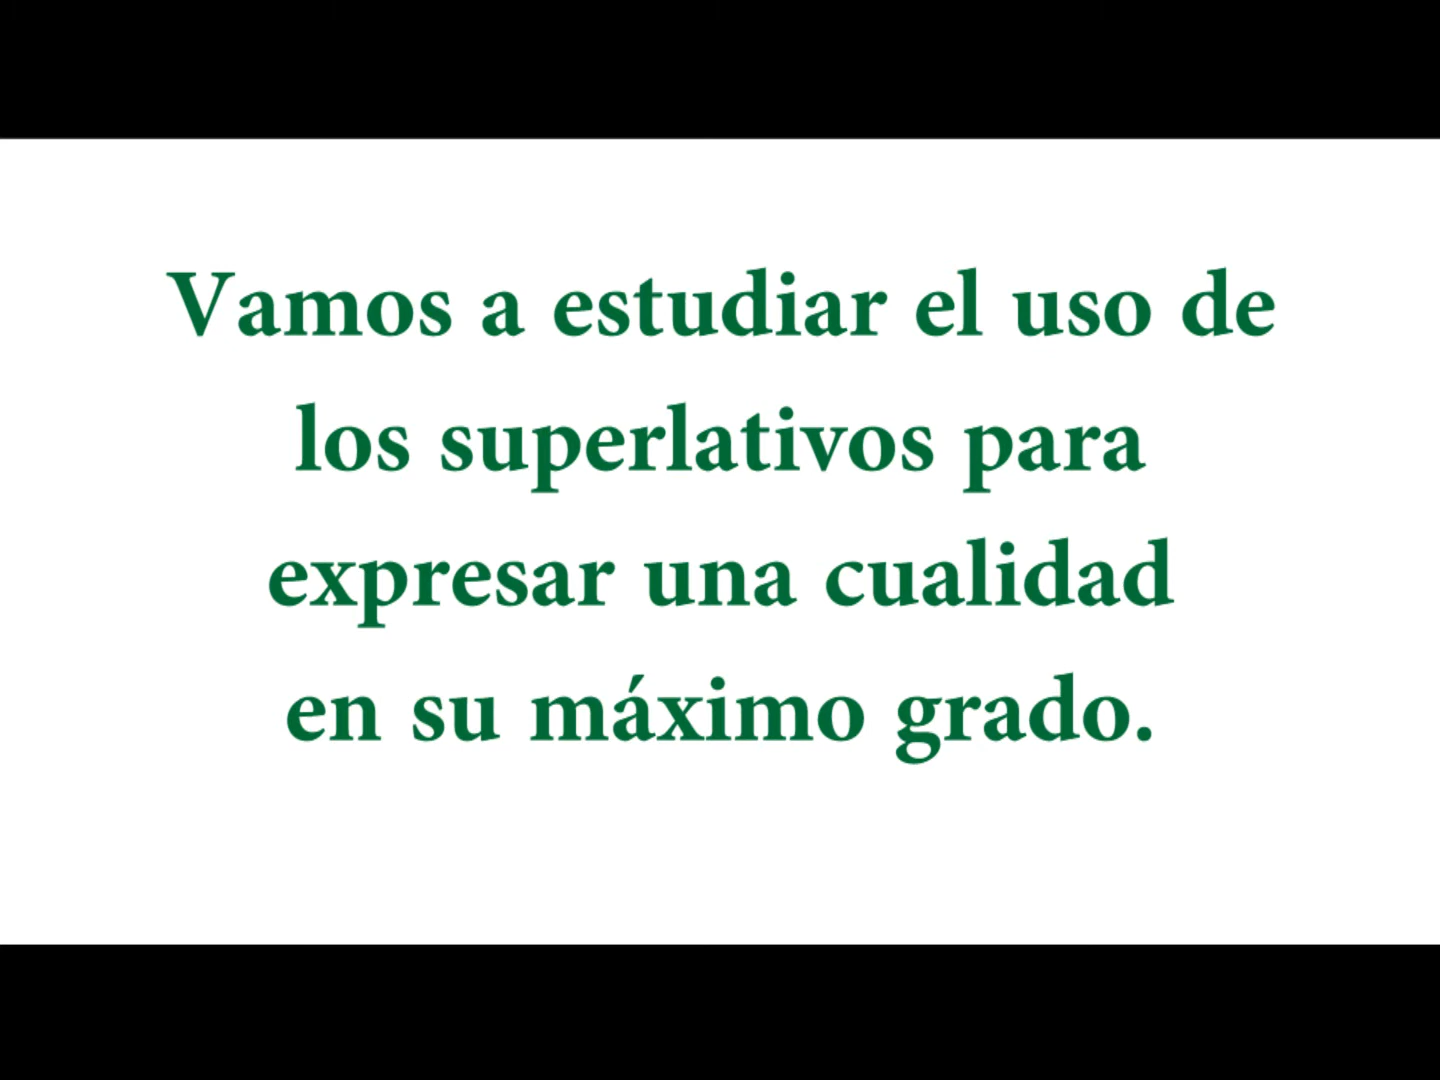 Vamos a estudiar el uso de
los superlativos para
expresar una cualidad
en su máximo grado.